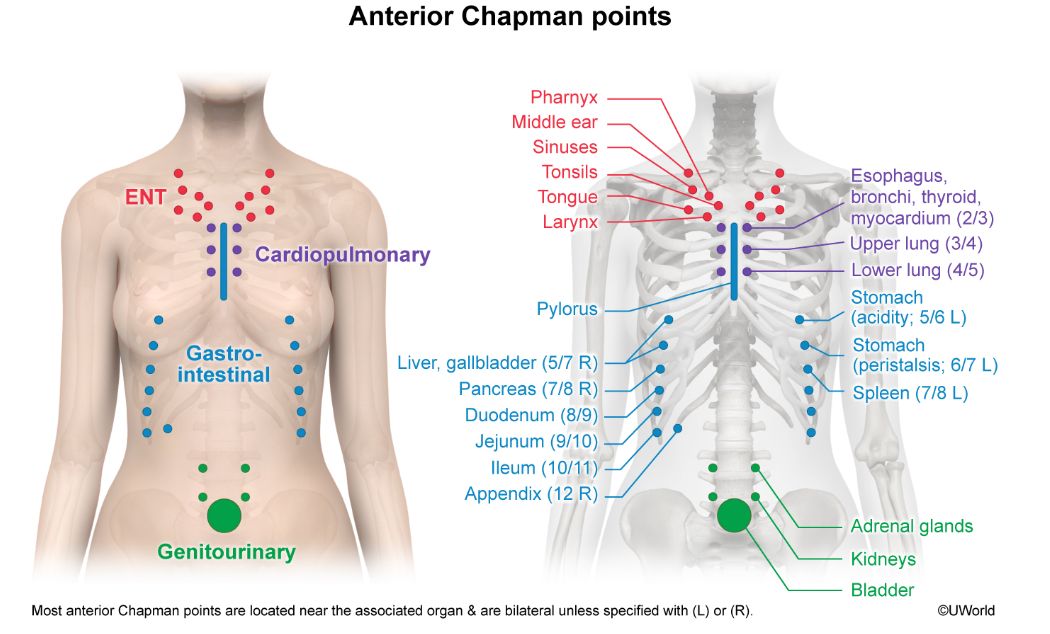 Anterior Chapman points
ENT
Cardiopulmonary
Gastro-
intestinal
Genitourinary
Pharnyx
Middle ear
Sinuses
Tonsils
Tongue
Larynx
Pylorus
Liver, gallbladder (5/7 R)
Pancreas (7/8 R)
Duodenum (8/9)
Jejunum (9/10)
Ileum (10/11)
Appendix (12 R)
Esophagus,
bronchi, thyroid,
myocardium (2/3)
Upper lung (3/4)
Lower lung (4/5)
Stomach
(acidity; 5/6 L)
Stomach
(peristalsis; 6/7 L)
Spleen (7/8 L)
Adrenal glands
Kidneys
Bladder
Most anterior Chapman points are located near the associated organ & are bilateral unless specified with (L) or (R).
©UWorld